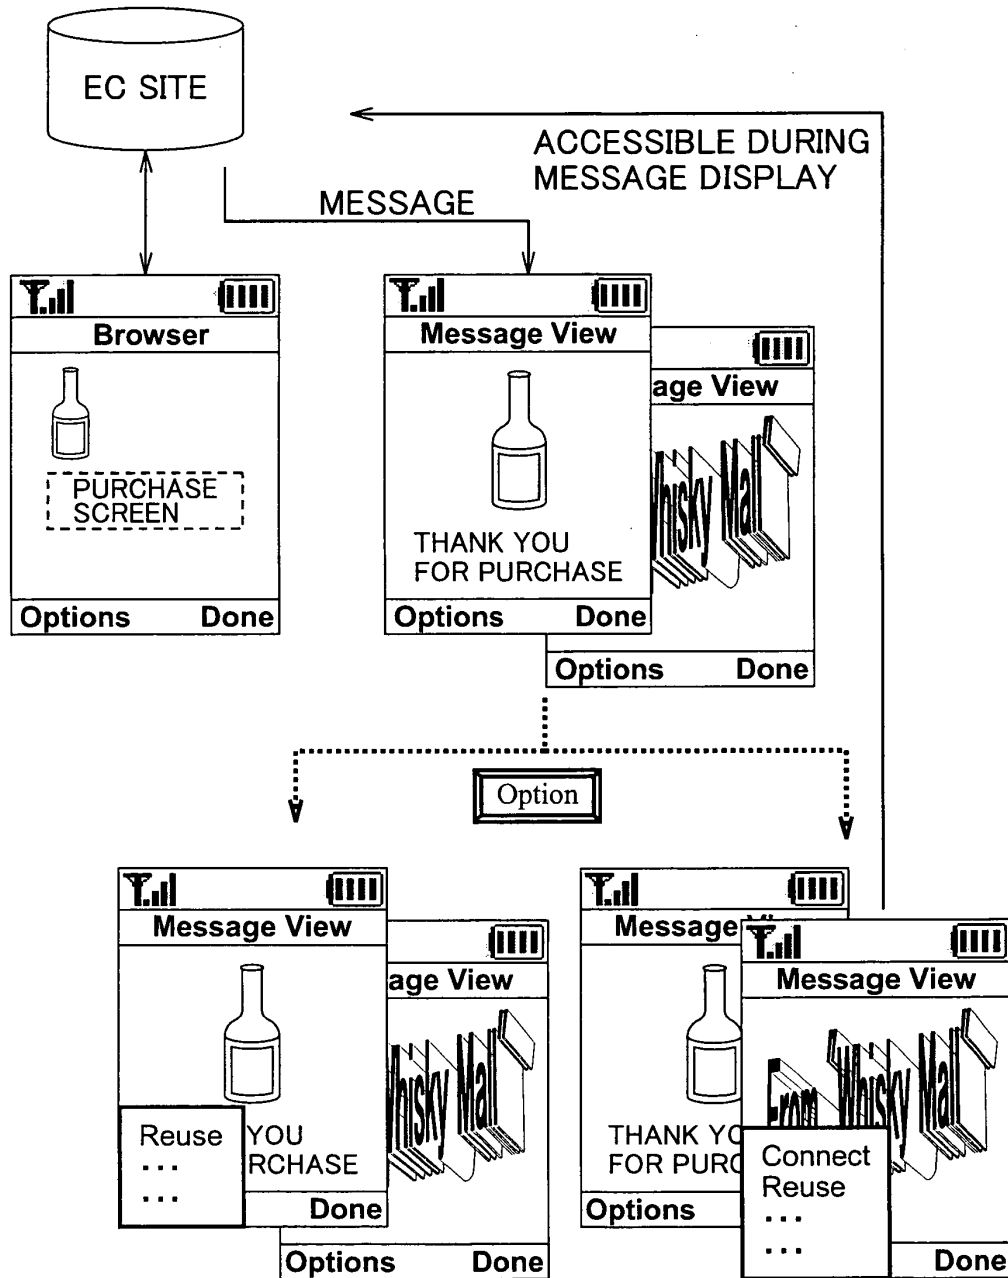 EC SITE
ACCESSIBLE DURING
MESSAGE DISPLAY
MESSAGE
Browser
PURCHASE
SCREEN
Options Done
Message View
THANK YOU
FOR PURCHASE
Options Done
age View
Whisky Mall
Options Done
Option
Message View
YOU
RCHASE
Reuse
...
...
Done
age View
Whisky Mall
Options Done
Message Vi
THANK YO
FOR PURC
Options
Message View
From Whisky Mall
Connect
Reuse
...
...
Done